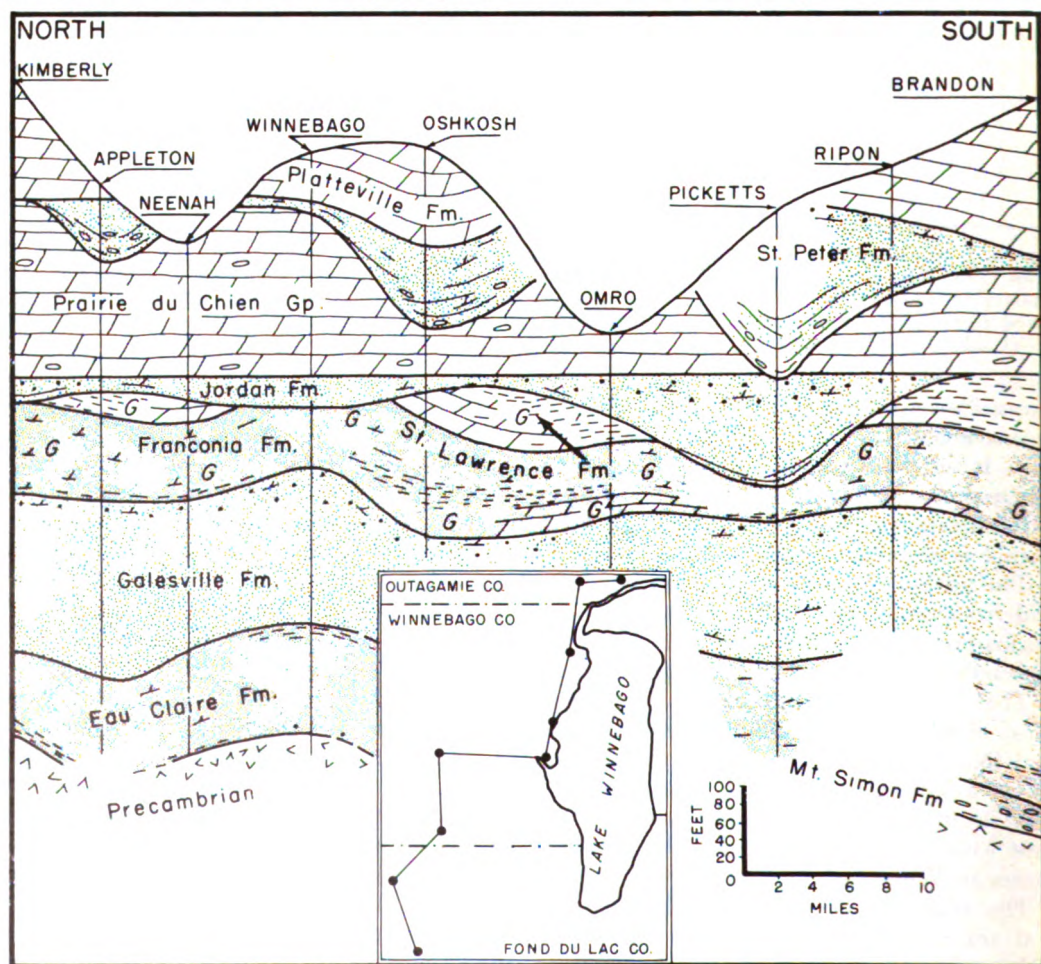 NORTH
SOUTH
KIMBERLY
BRANDON
WINNEBAGO
OSHKOSH
APPLETON
RIPON
PICKETTS
NEENAH
Platteville Fm.
St. Peter Fm.
Prairie du Chien Gp.
OMRO
Jordan Fm.
G
G
St. Lawrence Fm.
G
Franconia Fm.
G
G
G
G
G
G
Galesville Fm.
Eau Claire Fm.
Precambrian
Mt. Simon Fm
OUTAGAMIE CO.
WINNEBAGO CO
LAKE WINNEBAGO
FOND DU LAC CO.
FEET
100
80
60
40
20
0
2 4 6 8 10
MILES